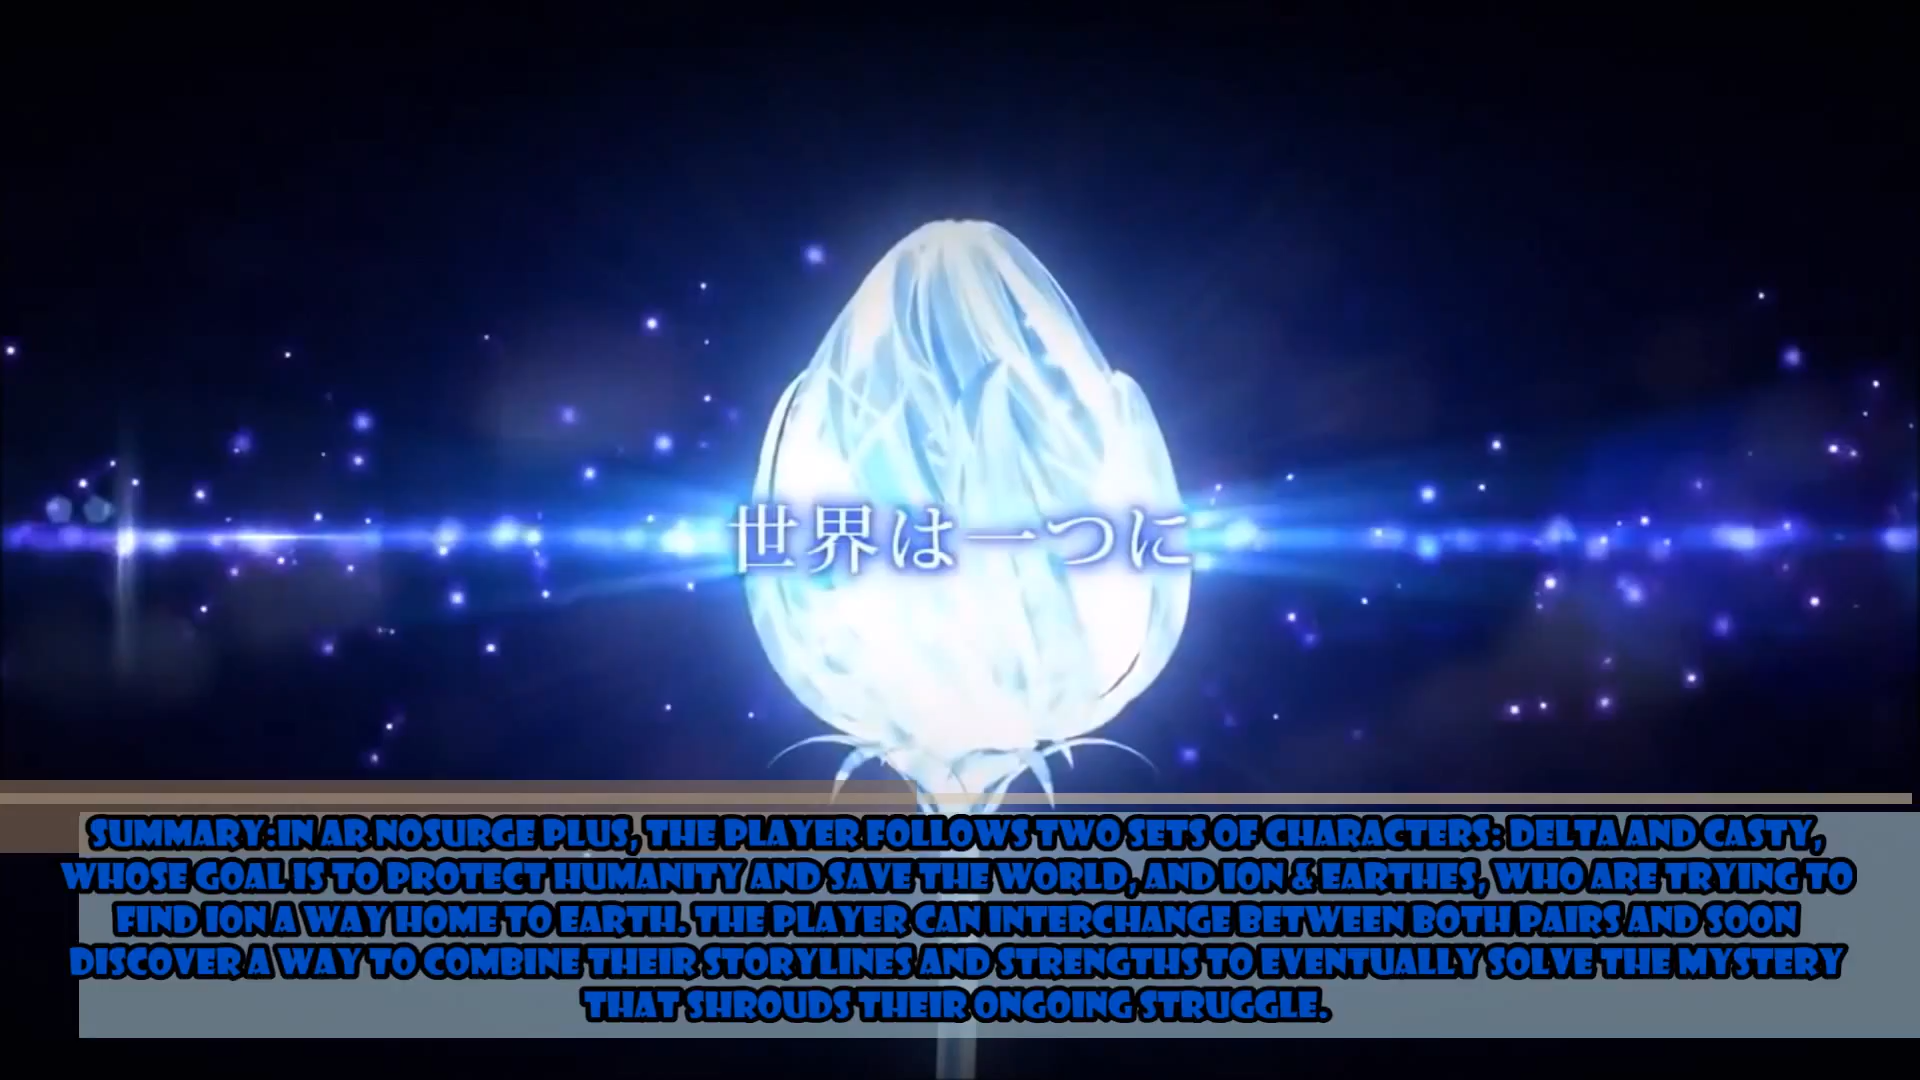 世界は一つに
SUMMARY:IN AR NOSURGE PLUS, THE PLAYER FOLLOWS TWO SETS OF CHARACTERS: DELTA AND CASTY,
WHOSE GOAL IS TO PROTECT HUMANITY AND SAVE THE WORLD, AND ION & EARTHES, WHO ARE TRYING TO
FIND ION A WAY HOME TO EARTH. THE PLAYER CAN INTERCHANGE BETWEEN BOTH PAIRS AND SOON
DISCOVER A WAY TO COMBINE THEIR STORYLINES AND STRENGTHS TO EVENTUALLY SOLVE THE MYSTERY
THAT SHROUDS THEIR ONGOING STRUGGLE.